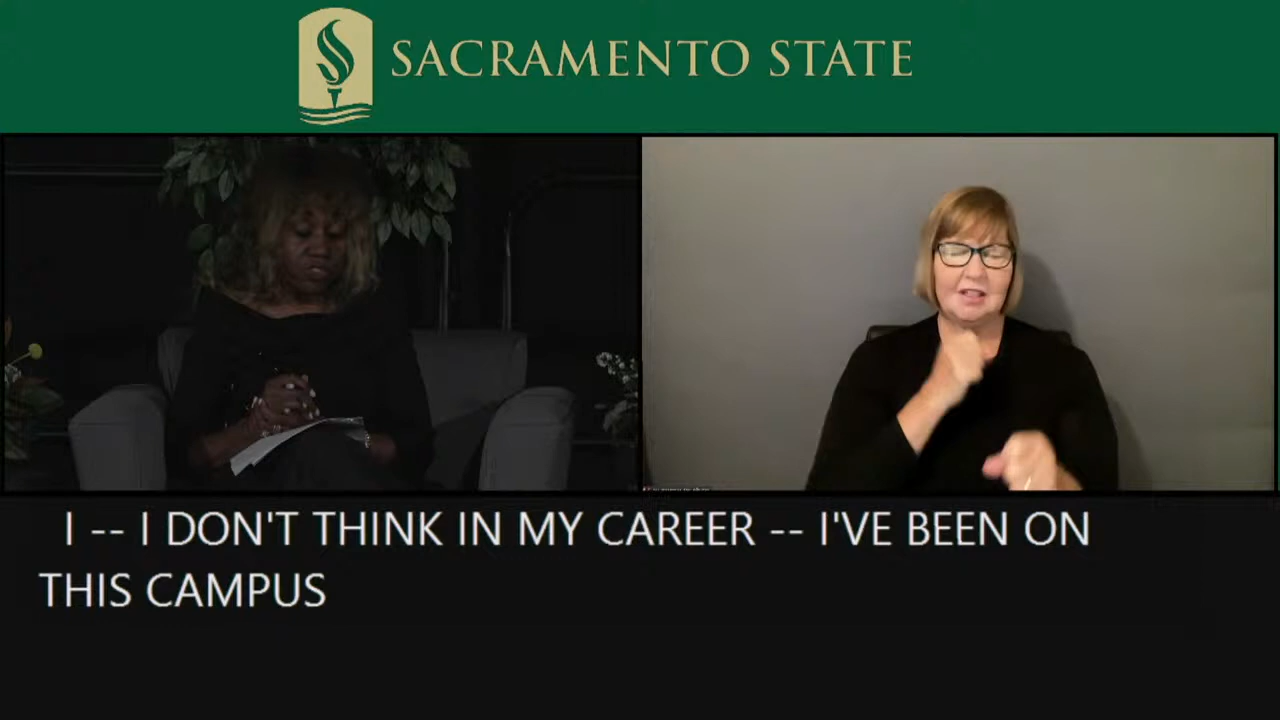 SACRAMENTO STATE
I -- I DON'T THINK IN MY CAREER -- I'VE BEEN ON
THIS CAMPUS